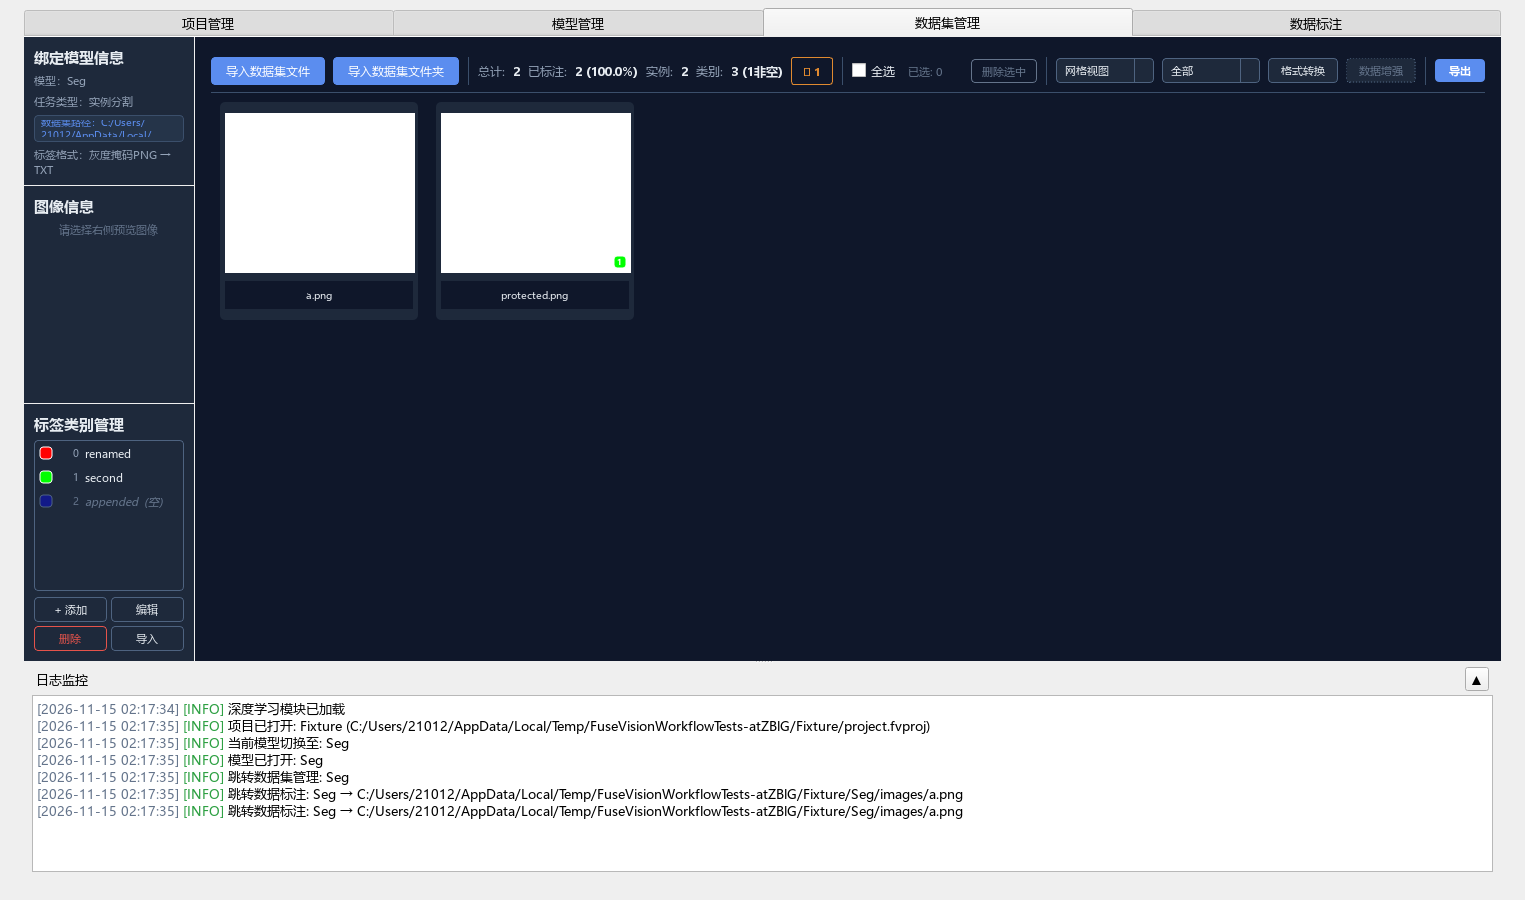 项目管理
模型管理
数据集管理
数据标注
绑定模型信息
模型: Seg
任务类型: 实例分割
数据集路径: C:/Users/
21012/AppData/Local/
标签格式: 灰度掩码PNG →
TXT
导入数据集文件
导入数据集文件夹
总计: 2 已标注: 2 (100.0%) 实例: 2 类别: 3 (1非空)
1
全选
已选: 0
删除选中
网格视图
全部
格式转换
数据增强
导出
1
a.png
protected.png
图像信息
请选择右侧预览图像
标签类别管理
0 renamed
1 second
2 appended (空)
+ 添加
编辑
删除
导入
日志监控
▲
[2026-11-15 02:17:34] [INFO] 深度学习模块已加载
[2026-11-15 02:17:35] [INFO] 项目已打开: Fixture (C:/Users/21012/AppData/Local/Temp/FuseVisionWorkflowTests-atZBIG/Fixture/project.fvproj)
[2026-11-15 02:17:35] [INFO] 当前模型切换至: Seg
[2026-11-15 02:17:35] [INFO] 模型已打开: Seg
[2026-11-15 02:17:35] [INFO] 跳转数据集管理: Seg
[2026-11-15 02:17:35] [INFO] 跳转数据标注: Seg → C:/Users/21012/AppData/Local/Temp/FuseVisionWorkflowTests-atZBIG/Fixture/Seg/images/a.png
[2026-11-15 02:17:35] [INFO] 跳转数据标注: Seg → C:/Users/21012/AppData/Local/Temp/FuseVisionWorkflowTests-atZBIG/Fixture/Seg/images/a.png